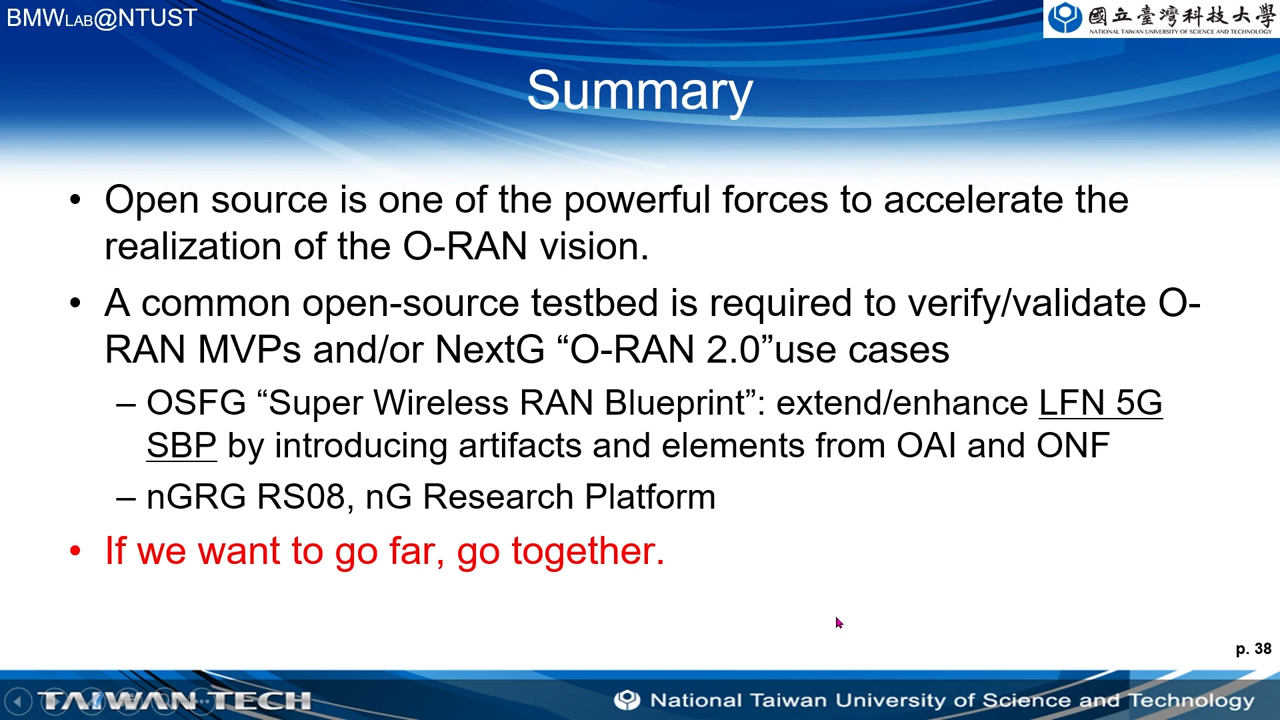 BMWLAB@NTUST
國立臺灣科技大學
NATIONAL TAIWAN UNIVERSITY OF SCIENCE AND TECHNOLOGY
Summary
• Open source is one of the powerful forces to accelerate the
realization of the O-RAN vision.
• A common open-source testbed is required to verify/validate O-
RAN MVPs and/or NextG “O-RAN 2.0”use cases
– OSFG “Super Wireless RAN Blueprint”: extend/enhance LFN 5G
SBP by introducing artifacts and elements from OAI and ONF
– nGRG RS08, nG Research Platform
• If we want to go far, go together.
p. 38
TAIWAN TECH
National Taiwan University of Science and Technology